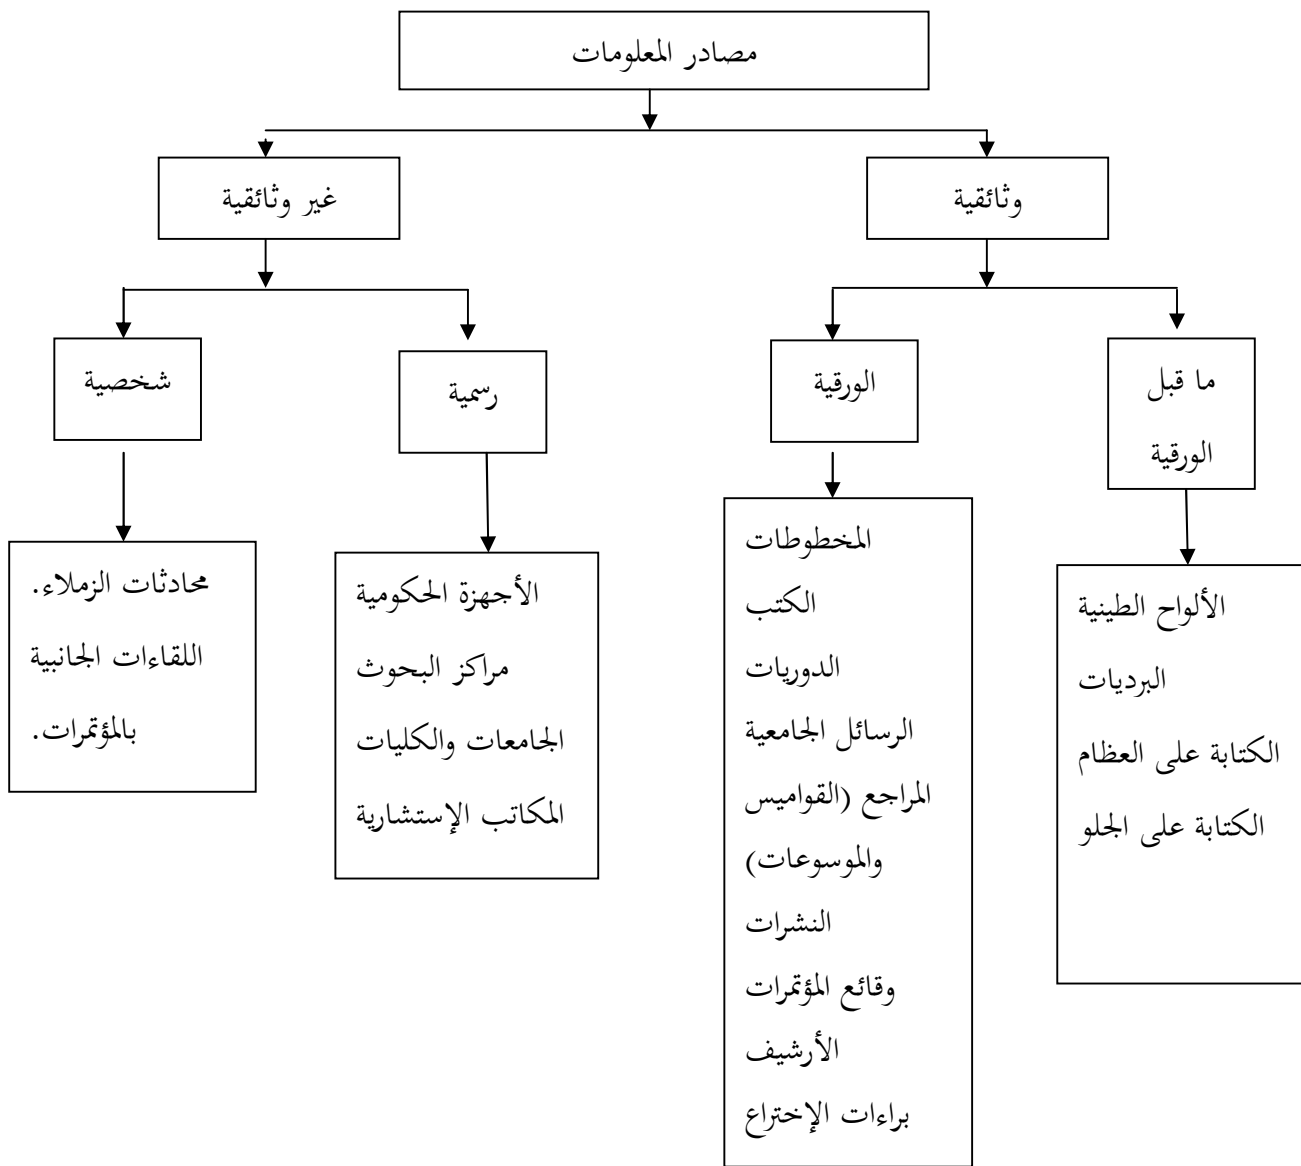 مصادر المعلومات
وثائقية
غير وثائقية
ما قبل
الورقية
الورقية
رسمية
شخصية
الألواح الطينية
البرديات
الكتابة على العظام
الكتابة على الجلو
المخطوطات
الكتب
الدوريات
الرسائل الجامعية
المراجع (القواميس
والموسوعات)
النشرات
وقائع المؤتمرات
الأرشيف
براءات الإختراع
الأجهزة الحكومية
مراكز البحوث
الجامعات والكليات
المكاتب الإستشارية
محادثات الزملاء.
اللقاءات الجانبية
بالمؤتمرات.